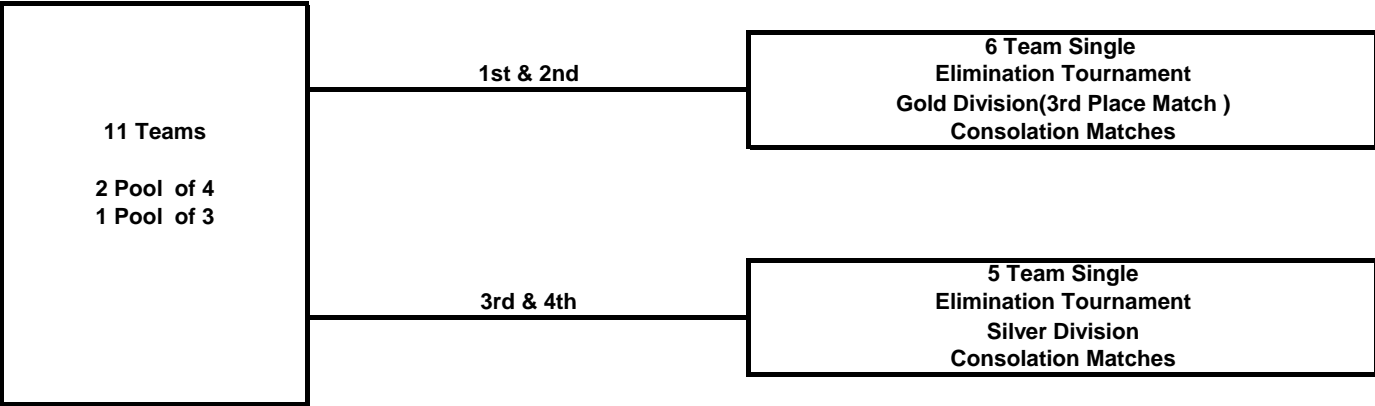 11 Teams
2 Pool of 4
1 Pool of 3
1st & 2nd
6 Team Single
Elimination Tournament
Gold Division(3rd Place Match )
Consolation Matches
3rd & 4th
5 Team Single
Elimination Tournament
Silver Division
Consolation Matches